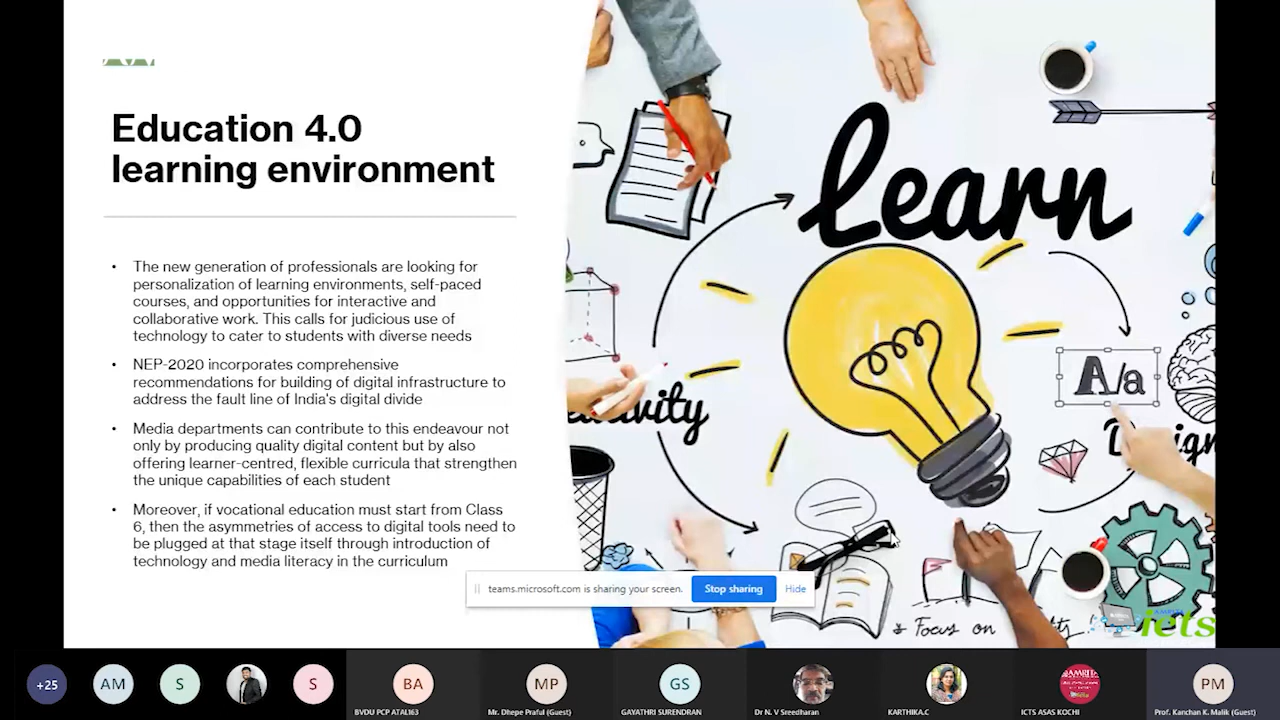 Education 4.0
learning environment
• The new generation of professionals are looking for
personalization of learning environments, self-paced
courses, and opportunities for interactive and
collaborative work. This calls for judicious use of
technology to cater to students with diverse needs
• NEP-2020 incorporates comprehensive
recommendations for building of digital infrastructure to
address the fault line of India's digital divide
• Media departments can contribute to this endeavour not
only by producing quality digital content but by also
offering learner-centred, flexible curricula that strengthen
the unique capabilities of each student
• Moreover, if vocational education must start from Class
6, then the asymmetries of access to digital tools need to
be plugged at that stage itself through introduction of
technology and media literacy in the curriculum
Learn
A/a
Design
Focus on
teams.microsoft.com is sharing your screen.
Stop sharing
Hide
AMRITA
icts
+25
AM
S
S
BA
MP
GS
PM
BVDU PCP ATAL163
Mr. Dhepe Praful (Guest)
GAYATHRI SURENDRAN
Dr N. V Sreedharan
KARTHIKA.C
ICTS ASAS KOCHI
Prof. Kanchan K. Malik (Guest)